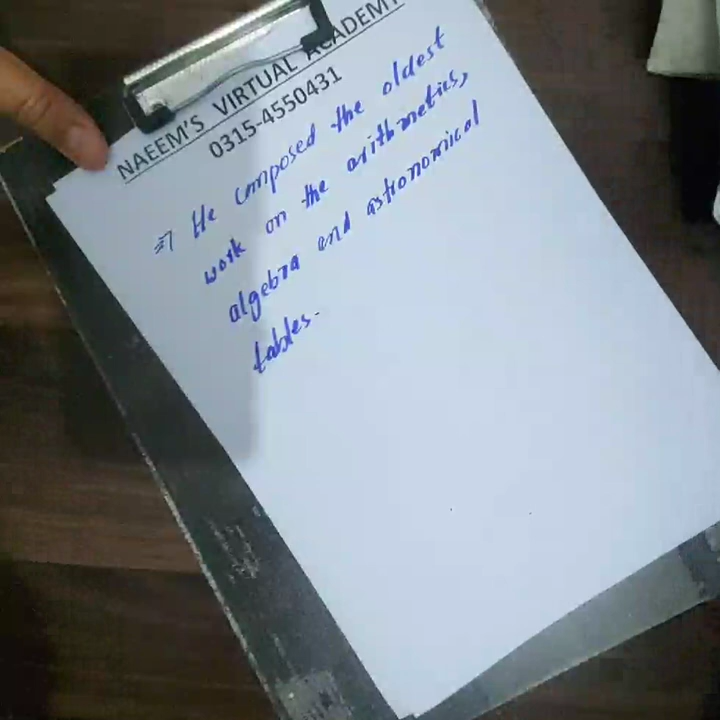 NAEEM'S VIRTUAL ACADEMY
0315-4550431
⇒ He composed the oldest
work on the arithmetics,
algebra and astronomical
tables.